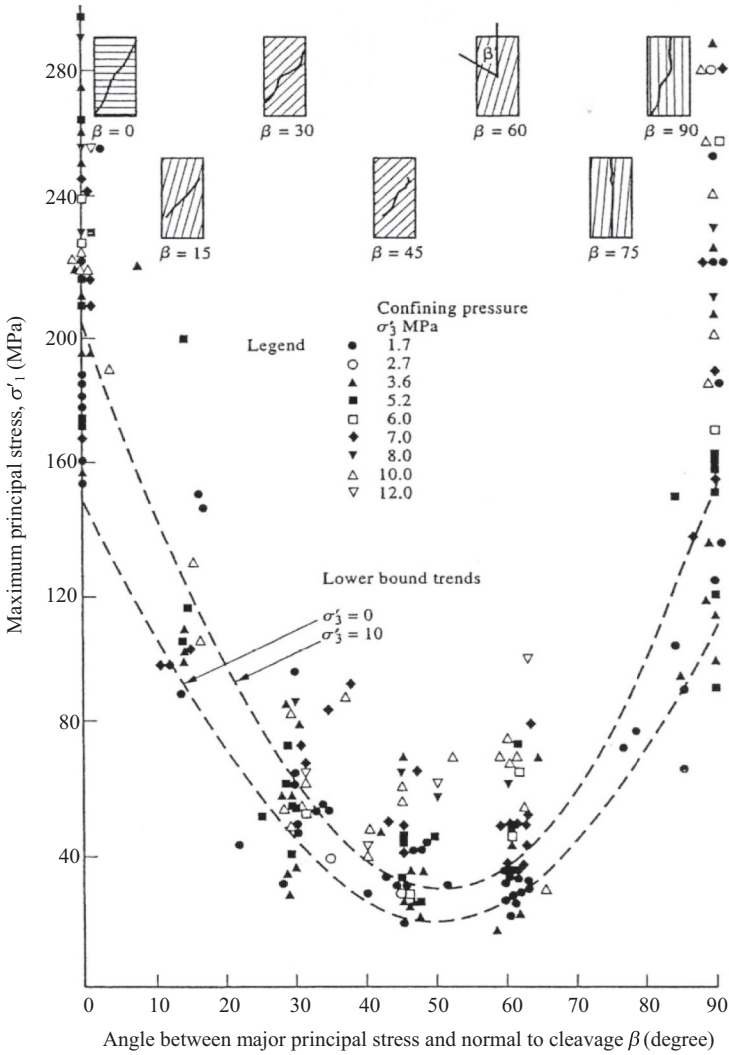 280
240
200
160
120
80
40
Maximum principal stress, σ′₁ (MPa)
β = 0
β = 30
β
β = 60
β = 90
β = 15
β = 45
β = 75
Confining pressure
Legend σ′₃ MPa
1.7
2.7
3.6
5.2
6.0
7.0
8.0
10.0
12.0
Lower bound trends
σ′₃ = 0
σ′₃ = 10
0 10 20 30 40 50 60 70 80 90
Angle between major principal stress and normal to cleavage β (degree)